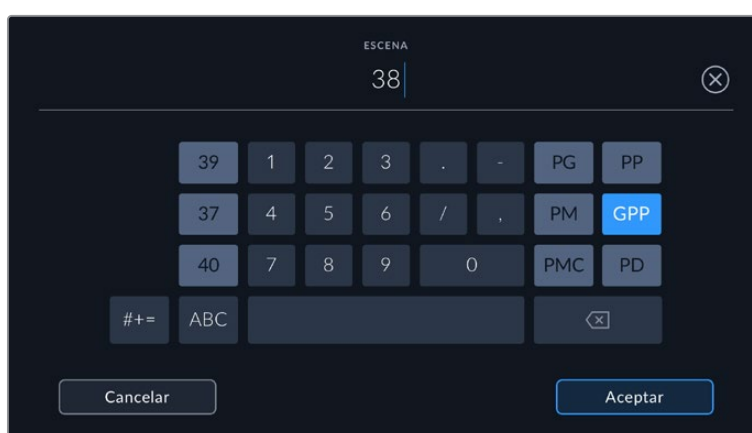 ESCENA
38
39 1 2 3 . - PG PP
37 4 5 6 / , PM GPP
40 7 8 9 0 PMC PD
#+= ABC
Cancelar Aceptar